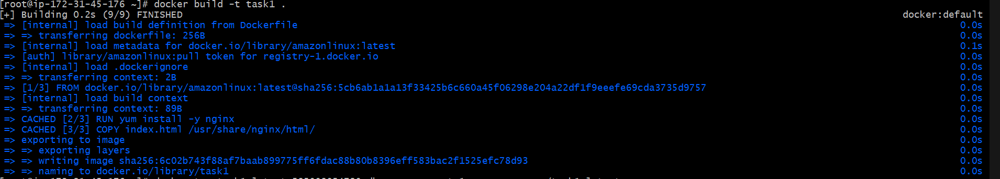 [root@ip-172-31-45-176 ~]# docker build -t task1 .
[+] Building 0.2s (9/9) FINISHED docker:default
=> [internal] load build definition from Dockerfile 0.0s
=> => transferring dockerfile: 256B 0.0s
=> [internal] load metadata for docker.io/library/amazonlinux:latest 0.1s
=> [auth] library/amazonlinux:pull token for registry-1.docker.io 0.0s
=> [internal] load .dockerignore 0.0s
=> => transferring context: 2B 0.0s
=> [1/3] FROM docker.io/library/amazonlinux:latest@sha256:5cb6ab1a1a13f33425b6c660a45f06298e204a22df1f9eeefe69cda3735d9757 0.0s
=> [internal] load build context 0.0s
=> => transferring context: 89B 0.0s
=> CACHED [2/3] RUN yum install -y nginx 0.0s
=> CACHED [3/3] COPY index.html /usr/share/nginx/html/ 0.0s
=> exporting to image 0.0s
=> => exporting layers 0.0s
=> => writing image sha256:6c02b743f88af7baab899775ff6fdac88b80b8396eff583bac2f1525efc78d93 0.0s
=> => naming to docker.io/library/task1 0.0s